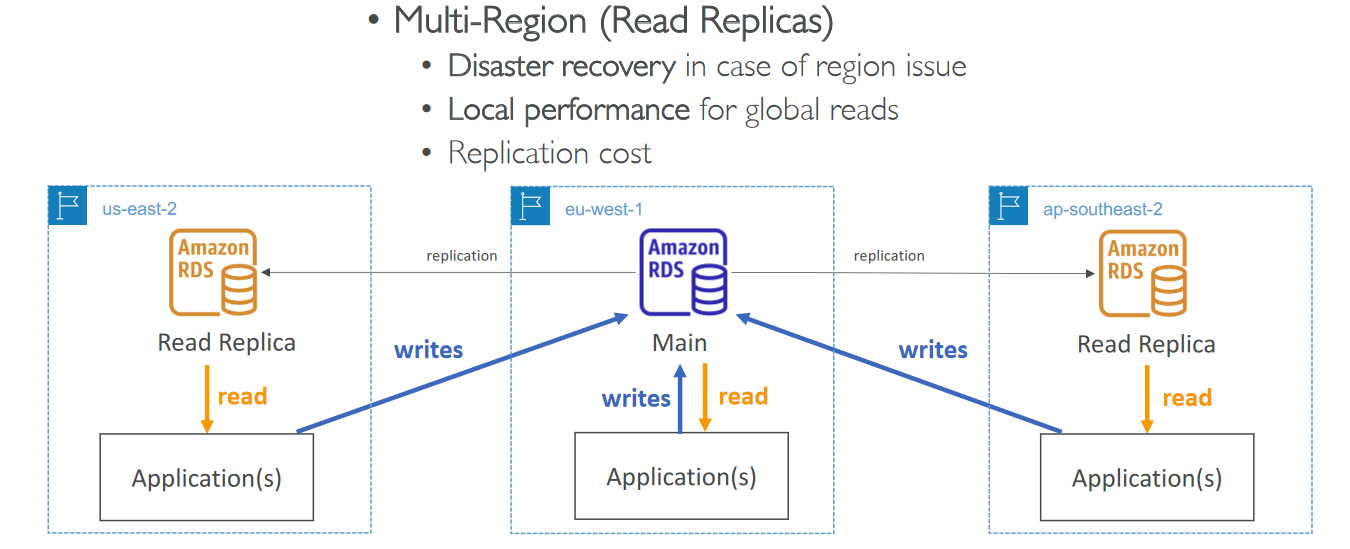 • Multi-Region (Read Replicas)
• Disaster recovery in case of region issue
• Local performance for global reads
• Replication cost
us-east-2
eu-west-1
ap-southeast-2
Amazon
RDS
replication
Amazon
RDS
replication
Amazon
RDS
Read Replica
writes
Main
writes
Read Replica
read
writes
read
read
Application(s)
Application(s)
Application(s)